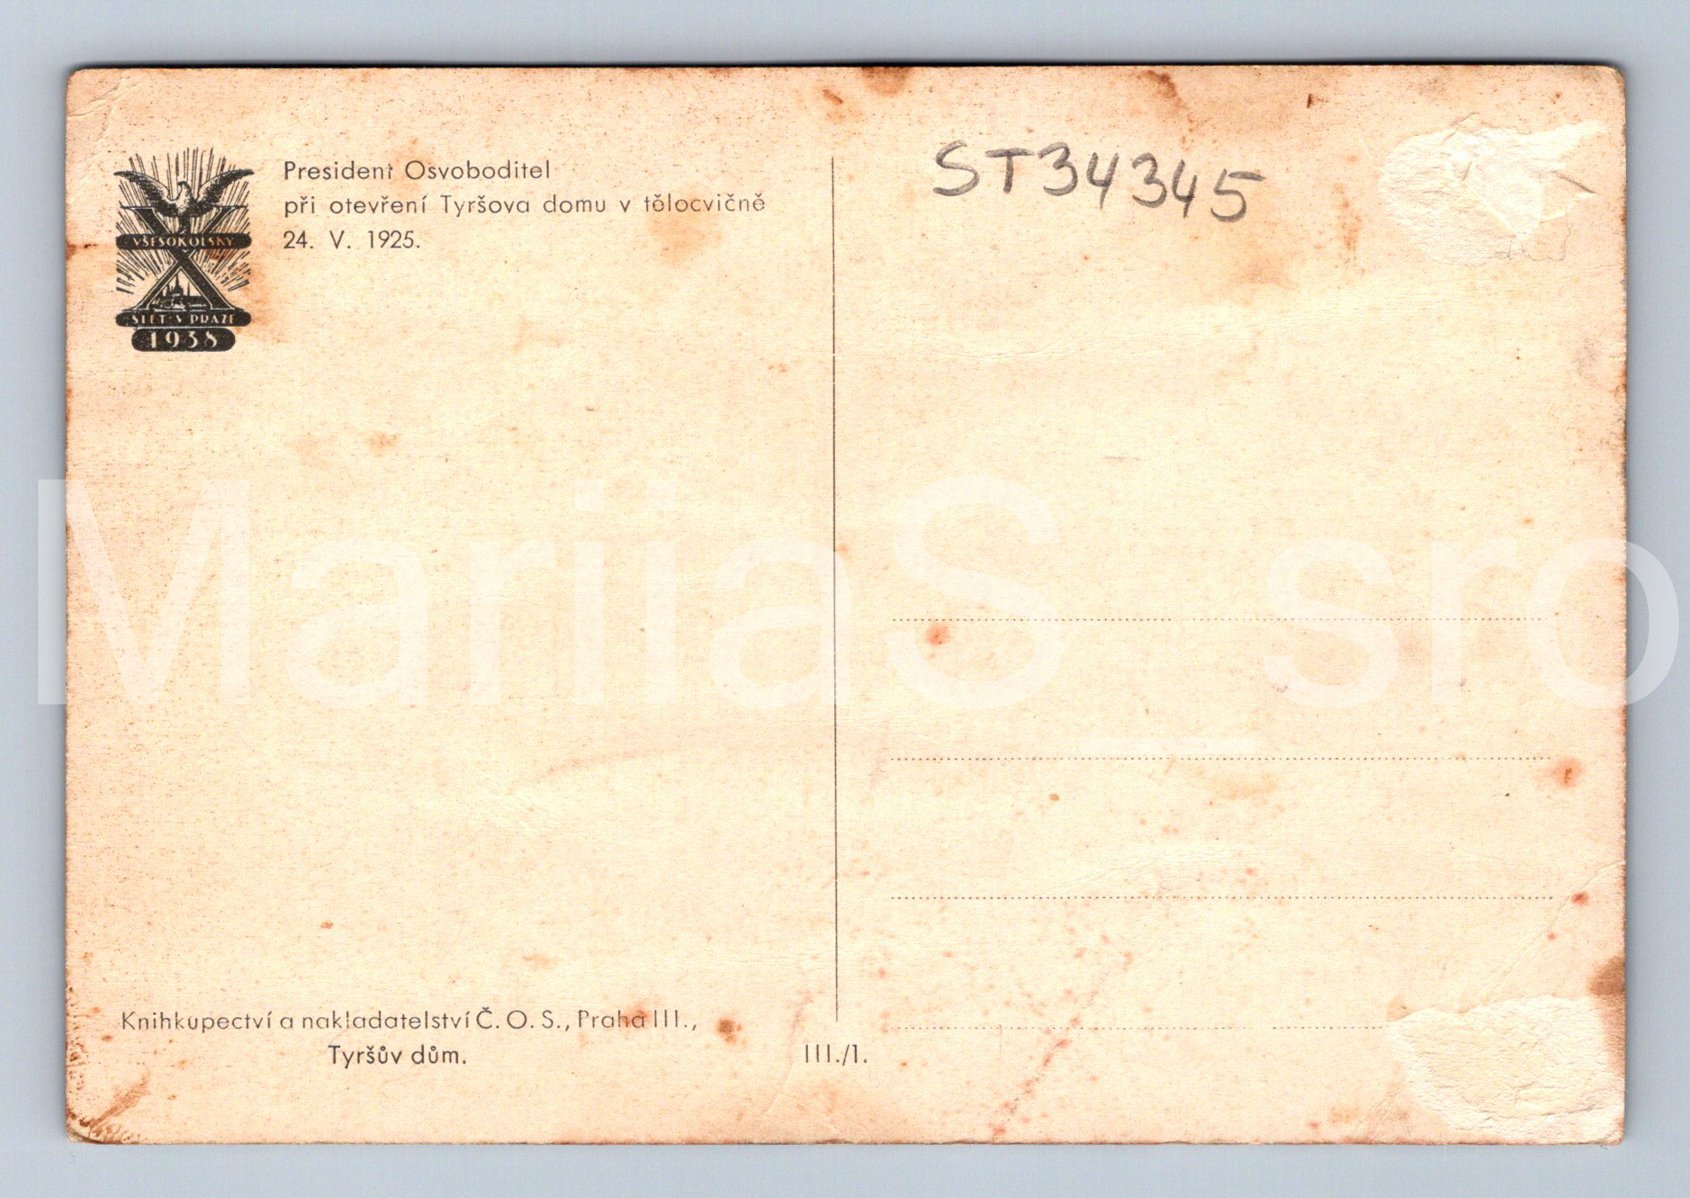 President Osvoboditel
při otevření Tyršova domu v tělocvičně
24. V. 1925.
VŠESOKOLSKÝ
X
SLET V PRAZE
1938
ST34345
MariiaS_sro
Knihkupectví a nakladatelství Č. O. S., Praha III.,
Tyršův dům.
III./1.